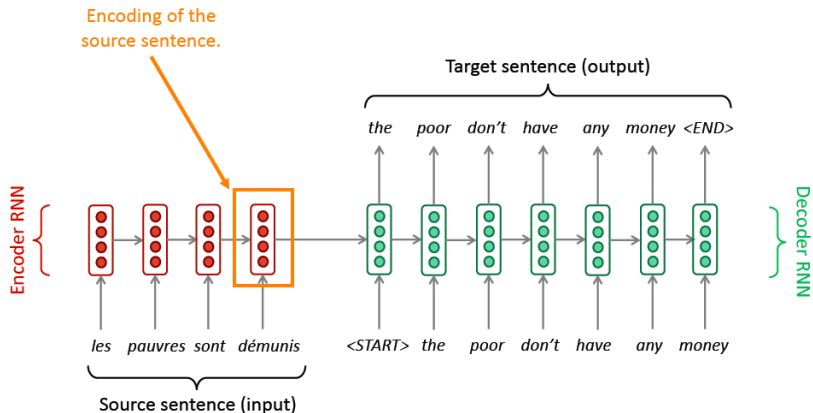 Encoding of the
source sentence.
Target sentence (output)
the poor don't have any money <END>
Encoder RNN
Decoder RNN
les pauvres sont démunis
<START> the poor don't have any money
Source sentence (input)